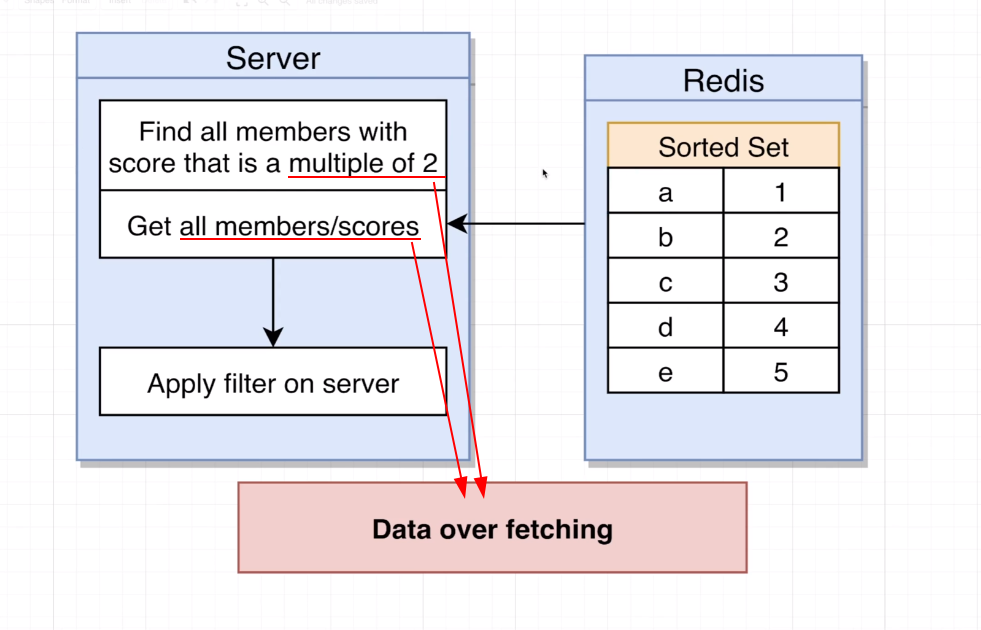 Server
Find all members with
score that is a multiple of 2
Get all members/scores
Apply filter on server
Redis
Sorted Set
a 1
b 2
c 3
d 4
e 5
Data over fetching